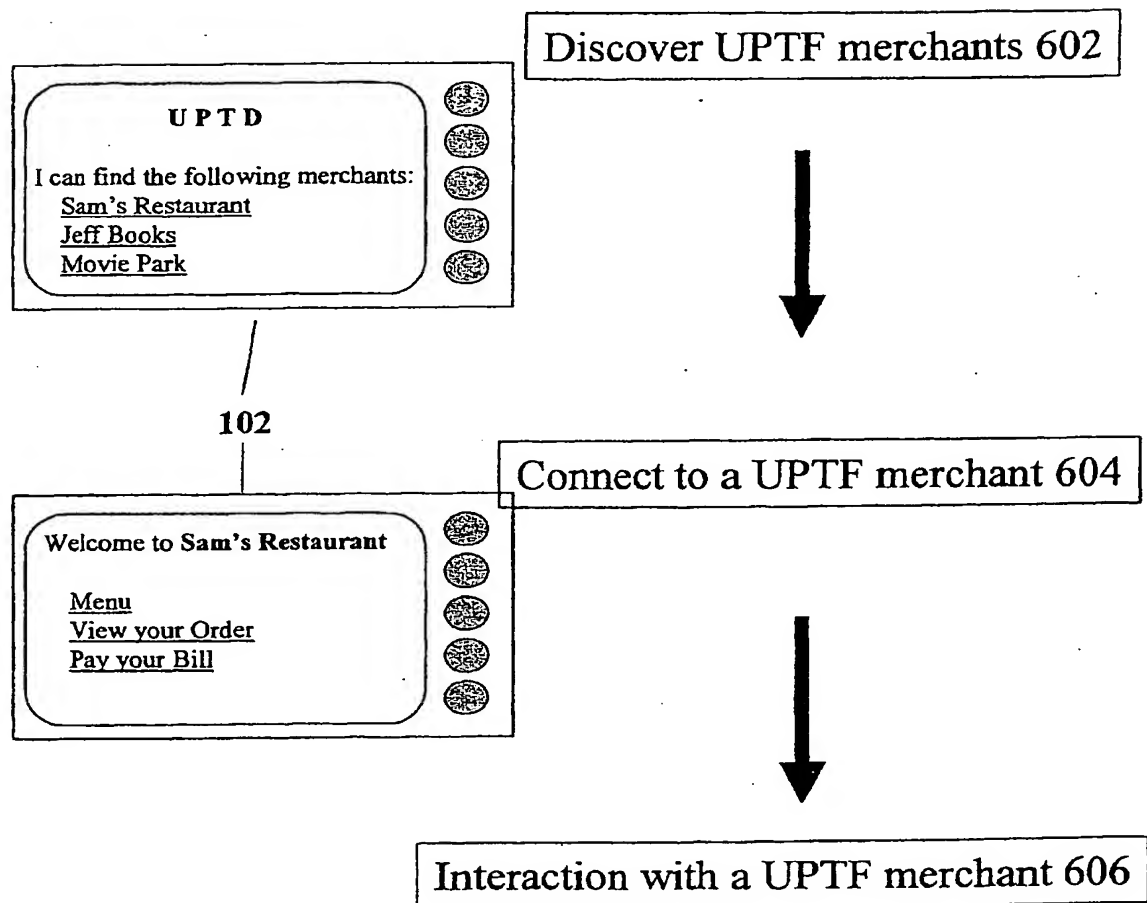 Discover UPTF merchants 602
U P T D
I can find the following merchants:
Sam's Restaurant
Jeff Books
Movie Park
102
Connect to a UPTF merchant 604
Welcome to Sam's Restaurant
Menu
View your Order
Pay your Bill
Interaction with a UPTF merchant 606